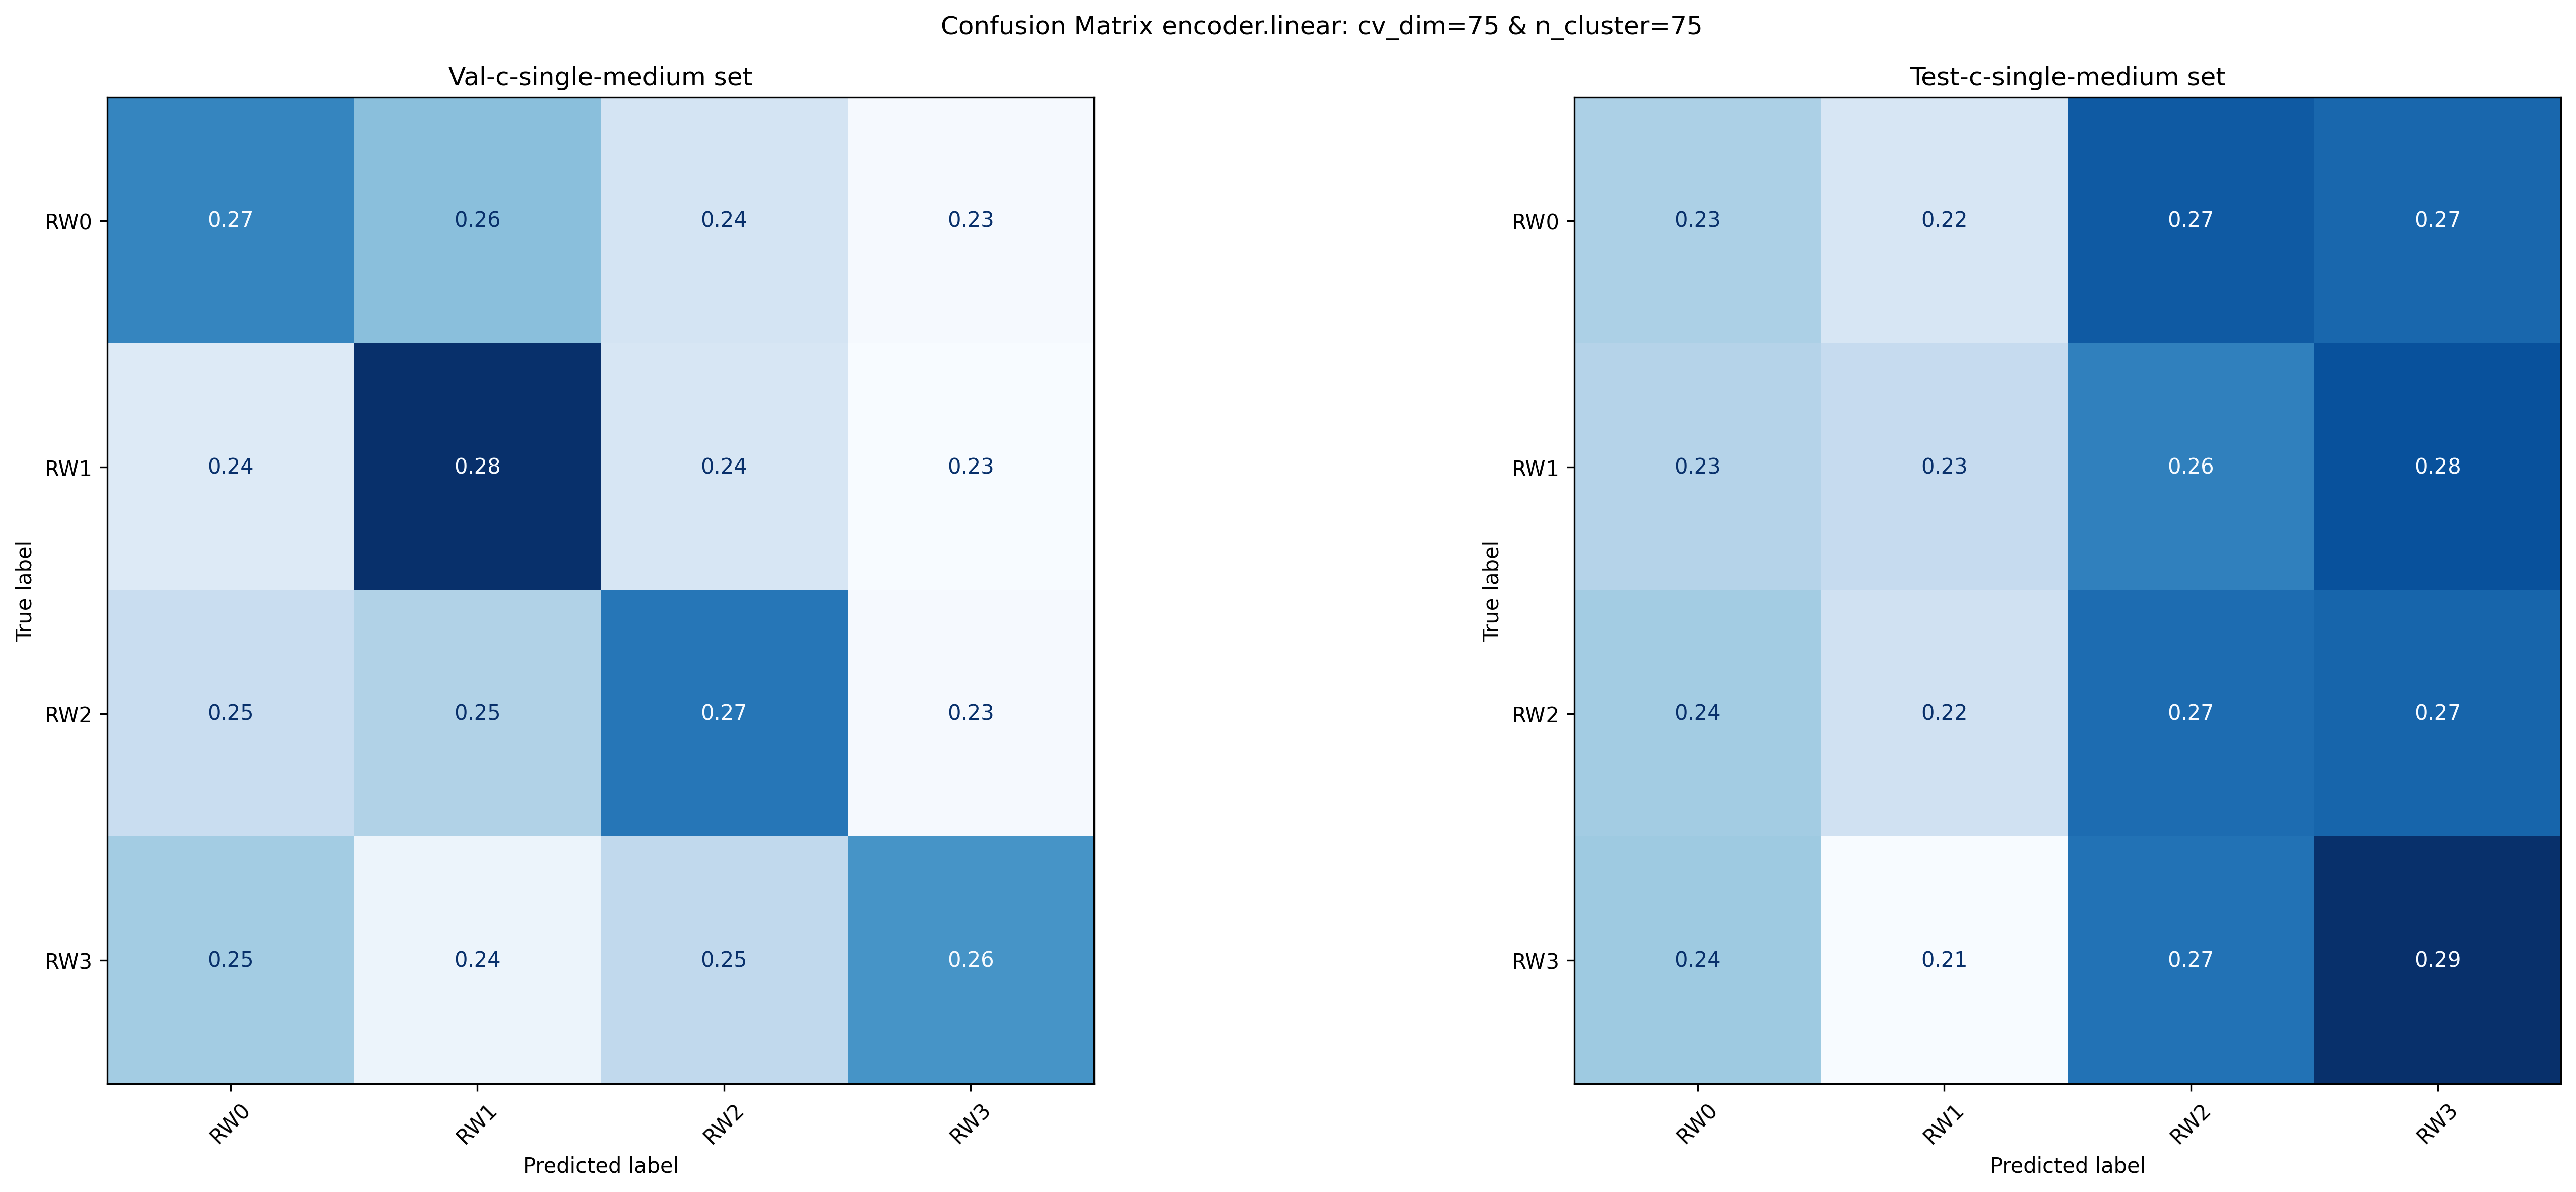 Confusion Matrix encoder.linear: cv_dim=75 & n_cluster=75
Val-c-single-medium set
True label
RW0 0.27 0.26 0.24 0.23
RW1 0.24 0.28 0.24 0.23
RW2 0.25 0.25 0.27 0.23
RW3 0.25 0.24 0.25 0.26
RW0 RW1 RW2 RW3
Predicted label
Test-c-single-medium set
True label
RW0 0.23 0.22 0.27 0.27
RW1 0.23 0.23 0.26 0.28
RW2 0.24 0.22 0.27 0.27
RW3 0.24 0.21 0.27 0.29
RW0 RW1 RW2 RW3
Predicted label